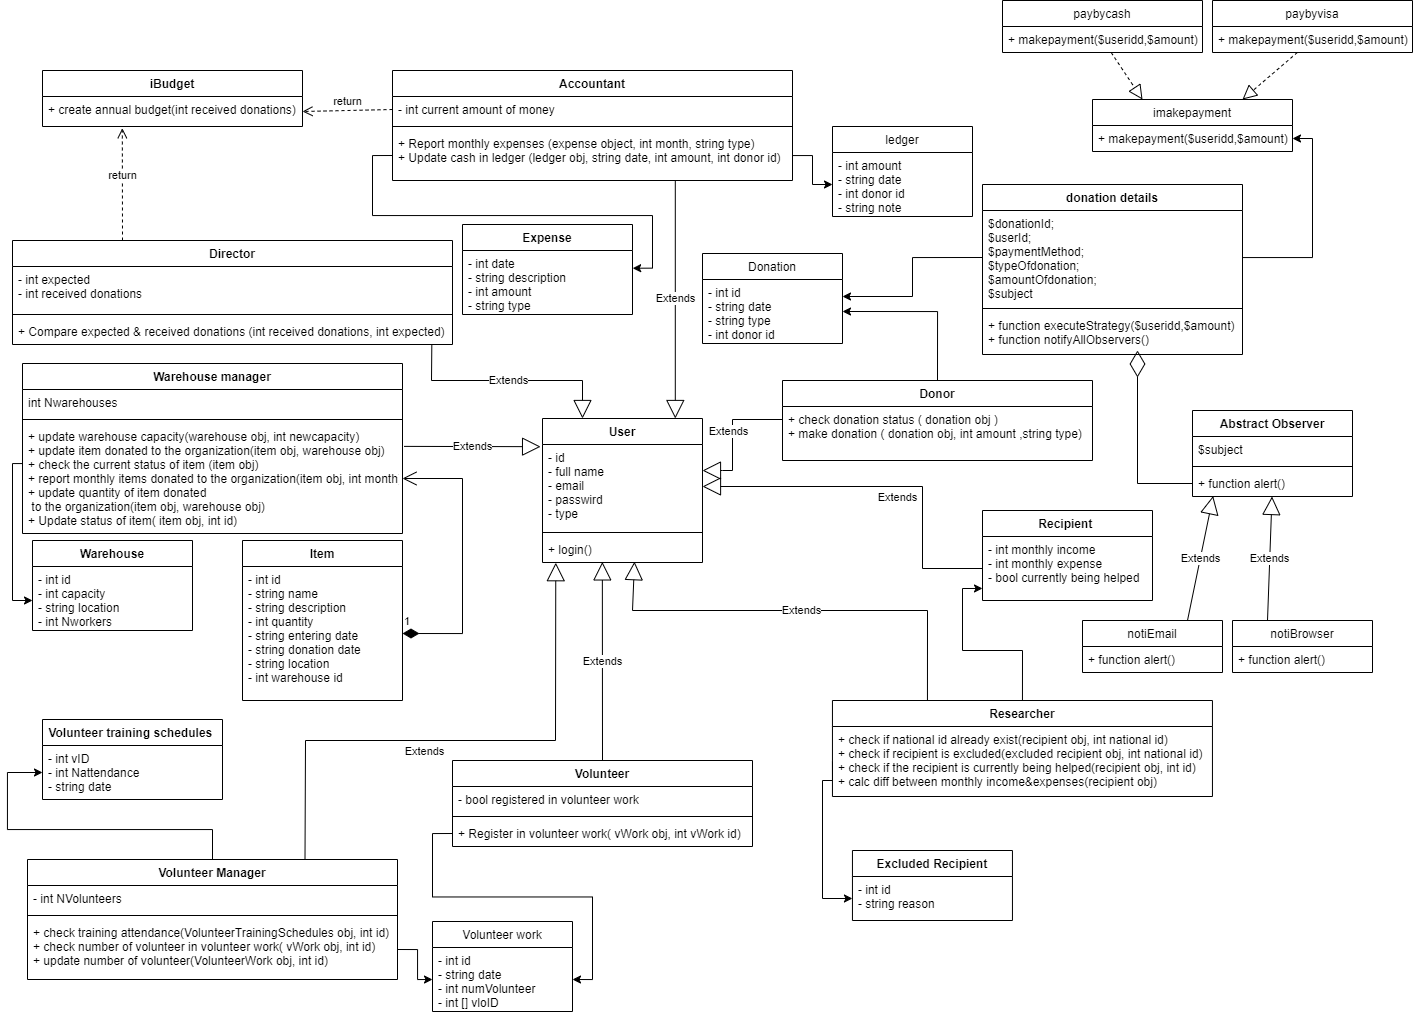 paybycash
+ makepayment($useridd,$amount)
paybyvisa
+ makepayment($useridd,$amount)
iBudget
+ create annual budget(int received donations)
return
Accountant
- int current amount of money
+ Report monthly expenses (expense object, int month, string type)
+ Update cash in ledger (ledger obj, string date, int amount, int donor id)
imakepayment
+ makepayment($useridd,$amount)
ledger
- int amount
- string date
- int donor id
- string note
return
donation details
$donationId;
$userId;
$paymentMethod;
$typeOfdonation;
$amountOfdonation;
$subject
+ function executeStrategy($useridd,$amount)
+ function notifyAllObservers()
Expense
- int date
- string description
- int amount
- string type
Director
- int expected
- int received donations
+ Compare expected & received donations (int received donations, int expected)
Donation
- int id
- string date
- string type
- int donor id
Extends
Extends
Warehouse manager
int Nwarehouses
+ update warehouse capacity(warehouse obj, int newcapacity)
+ update item donated to the organization(item obj, warehouse obj)
+ check the current status of item (item obj)
+ report monthly items donated to the organization(item obj, int month
+ update quantity of item donated
to the organization(item obj, warehouse obj)
+ Update status of item( item obj, int id)
Extends
User
- id
- full name
- email
- passwird
- type
+ login()
Donor
+ check donation status ( donation obj )
+ make donation ( donation obj, int amount ,string type)
Extends
Abstract Observer
$subject
+ function alert()
Extends
Recipient
- int monthly income
- int monthly expense
- bool currently being helped
Extends
Extends
Warehouse
- int id
- int capacity
- string location
- int Nworkers
Item
- int id
- string name
- string description
- int quantity
- string entering date
- string donation date
- string location
- int warehouse id
1
Extends
notiEmail
+ function alert()
notiBrowser
+ function alert()
Extends
Researcher
+ check if national id already exist(recipient obj, int national id)
+ check if recipient is excluded(excluded recipient obj, int national id)
+ check if the recipient is currently being helped(recipient obj, int id)
+ calc diff between monthly income&expenses(recipient obj)
Volunteer training schedules
- int vID
- int Nattendance
- string date
Extends
Volunteer
- bool registered in volunteer work
+ Register in volunteer work( vWork obj, int vWork id)
Volunteer Manager
- int NVolunteers
+ check training attendance(VolunteerTrainingSchedules obj, int id)
+ check number of volunteer in volunteer work( vWork obj, int id)
+ update number of volunteer(VolunteerWork obj, int id)
Excluded Recipient
- int id
- string reason
Volunteer work
- int id
- string date
- int numVolunteer
- int [] vloID